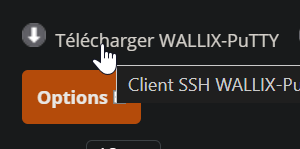 Télécharger WALLIX-PuTTY
Client SSH WALLIX-Pu
Options